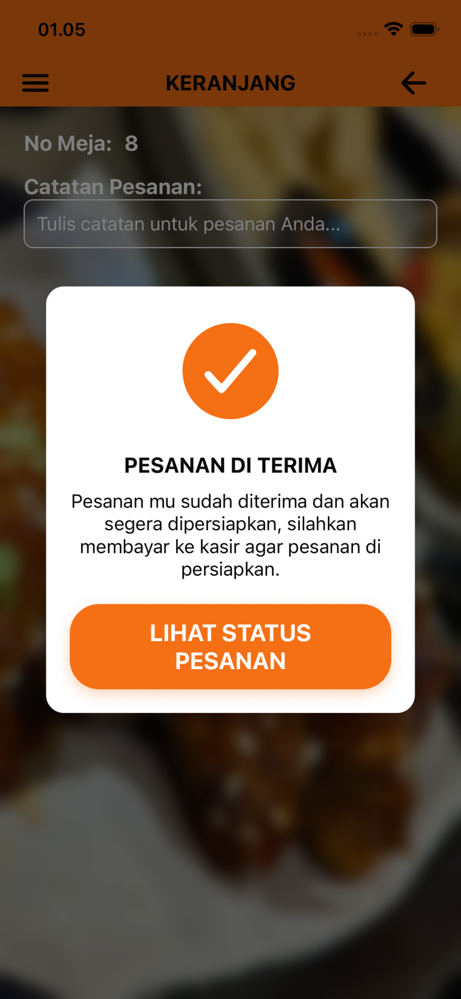 01.05
KERANJANG
No Meja: 8
Catatan Pesanan:
Tulis catatan untuk pesanan Anda...
PESANAN DI TERIMA
Pesanan mu sudah diterima dan akan
segera dipersiapkan, silahkan
membayar ke kasir agar pesanan di
persiapkan.
LIHAT STATUS
PESANAN